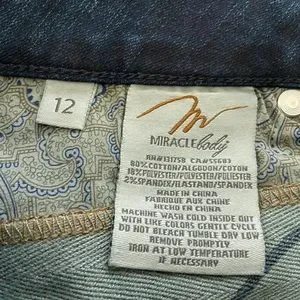 12
MIRACLEbody
80%COTTON/ALGODON/COTON
18%POLYESTER/POLYESTER/POLYESTER
2%SPANDEX/ELASTAND/SPANDEX
MADE IN CHINA
FABRIQUE AUX CHINE
HECHO EN CHINA
MACHINE WASH COLD INSIDE OUT
WITH LIKE COLORS GENTLE CYCLE
DO NOT BLEACH TUMBLE DRY LOW
REMOVE PROMPTLY
IRON AT LOW TEMPERATURE
IF NECESSARY